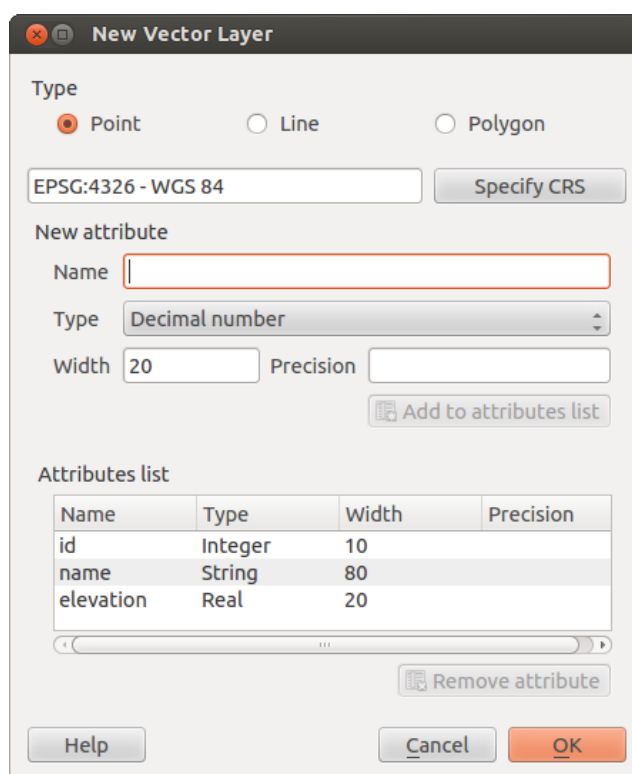 New Vector Layer
Type
Point Line Polygon
EPSG:4326 - WGS 84 Specify CRS
New attribute
Name
Type Decimal number
Width 20 Precision
Add to attributes list
Attributes list
Name Type Width Precision
id Integer 10
name String 80
elevation Real 20
Remove attribute
Help Cancel OK